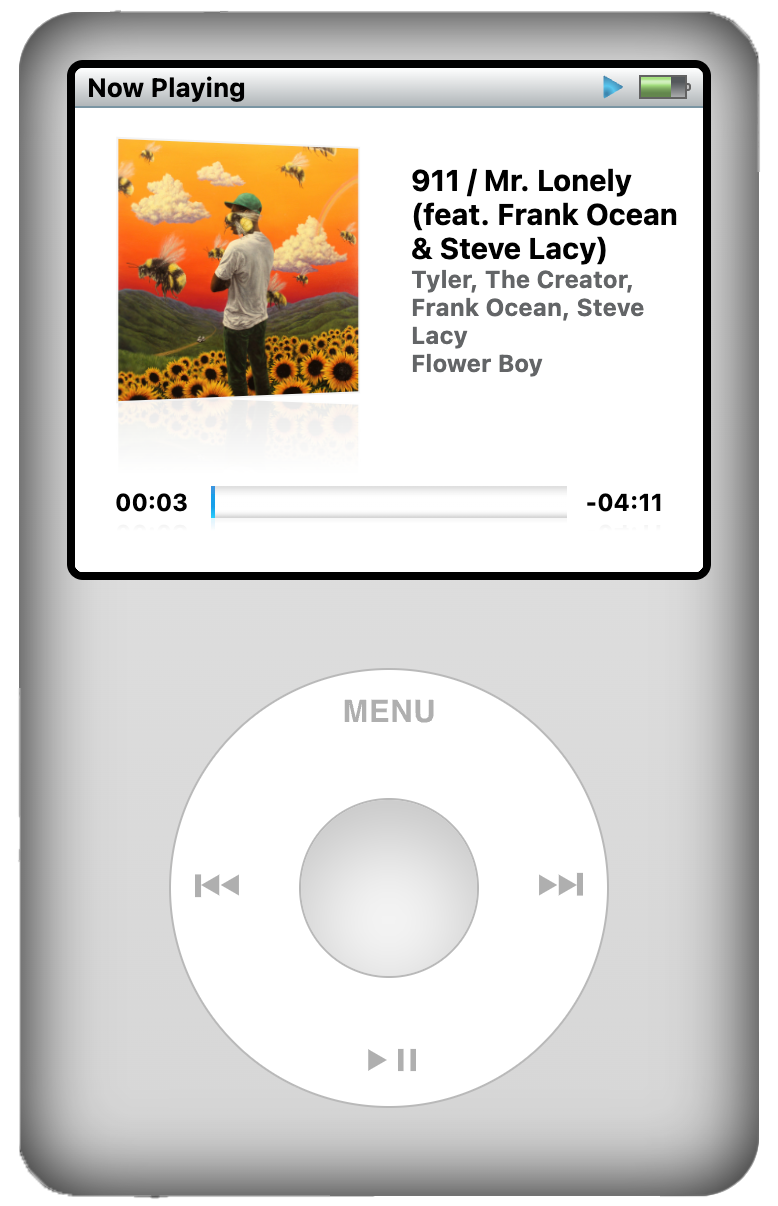 Now Playing
911 / Mr. Lonely
(feat. Frank Ocean
& Steve Lacy)
Tyler, The Creator,
Frank Ocean, Steve
Lacy
Flower Boy
00:03
-04:11
MENU